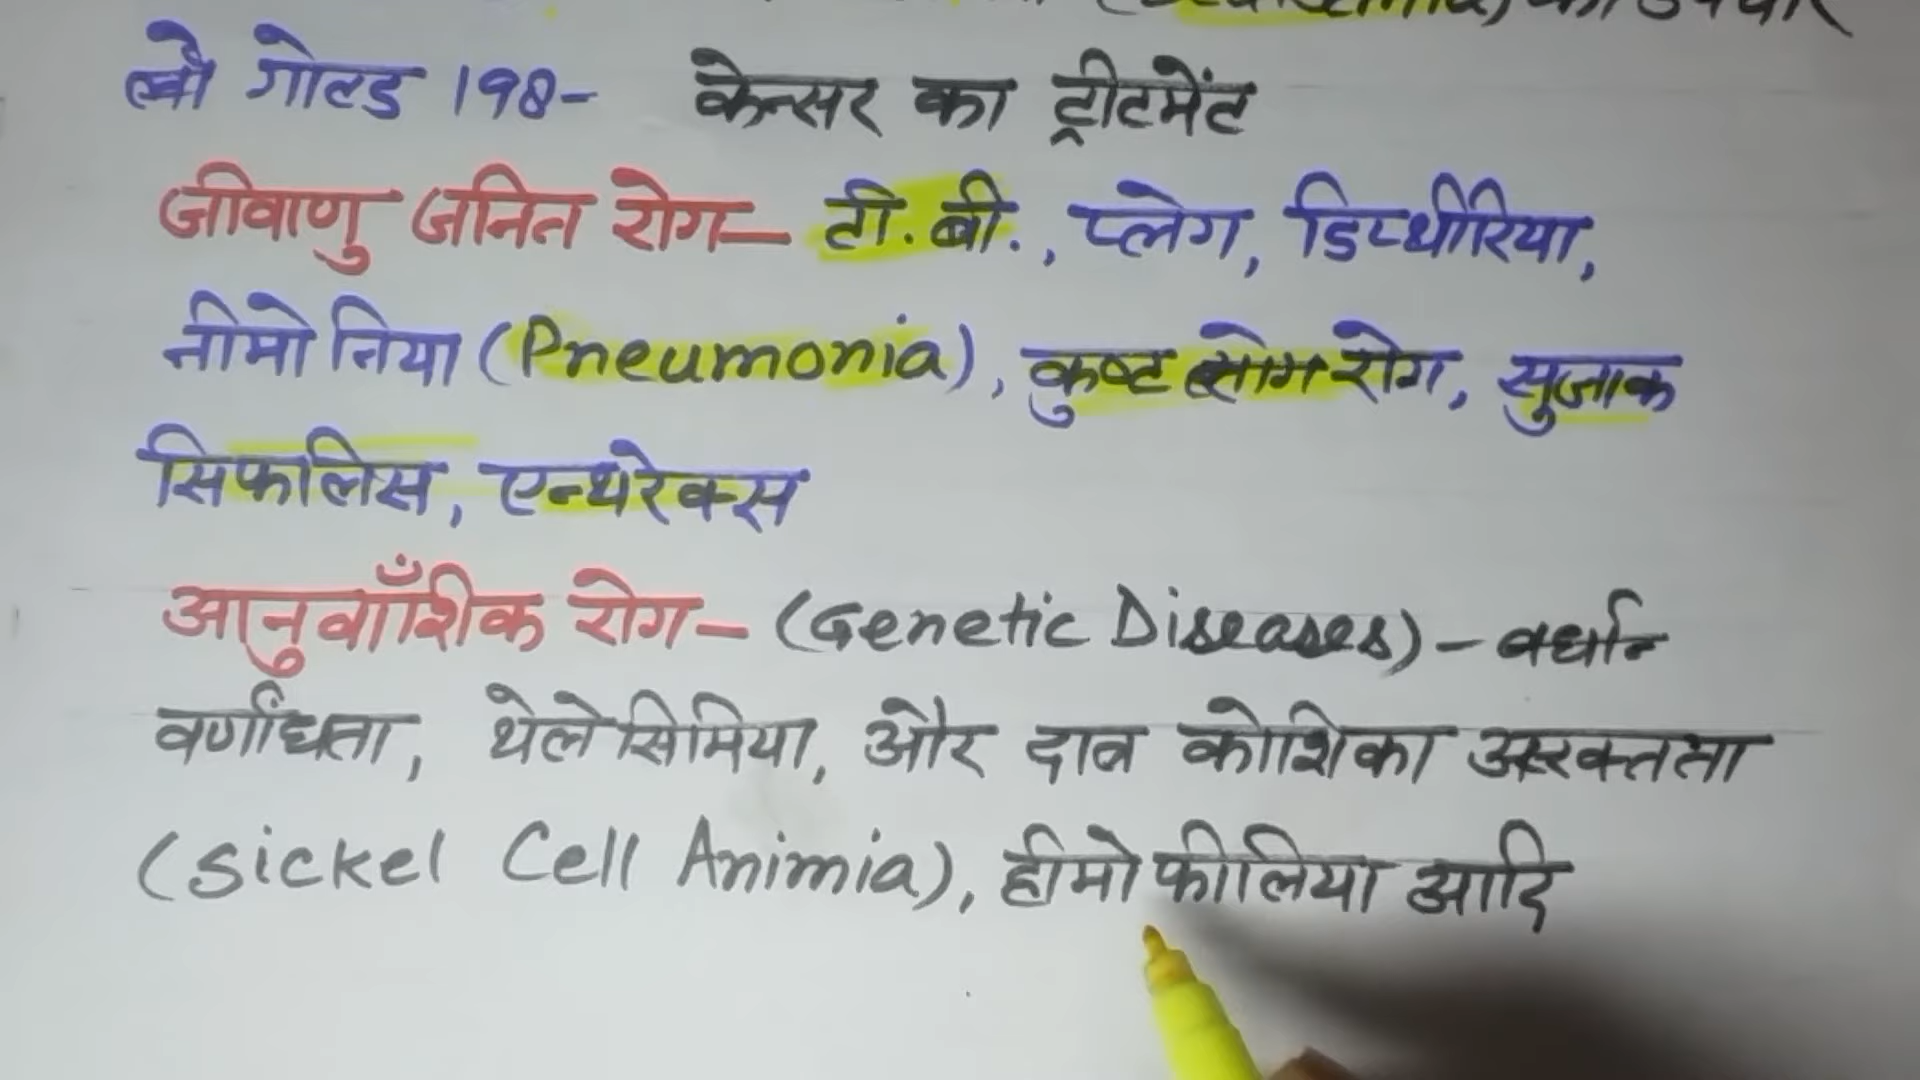 का उपचार
गोल्ड 198- केन्सर का ट्रीटमेंट
जीवाणु जनित रोग- टी.बी., प्लेग, डिप्थीरिया,
नीमोनिया (Pneumonia), कुष्ट रोग, सुजाक
सिफलिस, एन्थरेक्स
आनुवाँशिक रोग- (Genetic Diseases) -
वर्णांधता, थेलेसिमिया, और दात्र कोशिका अरक्तता
(Sickel Cell Animia), हीमोफीलिया आदि